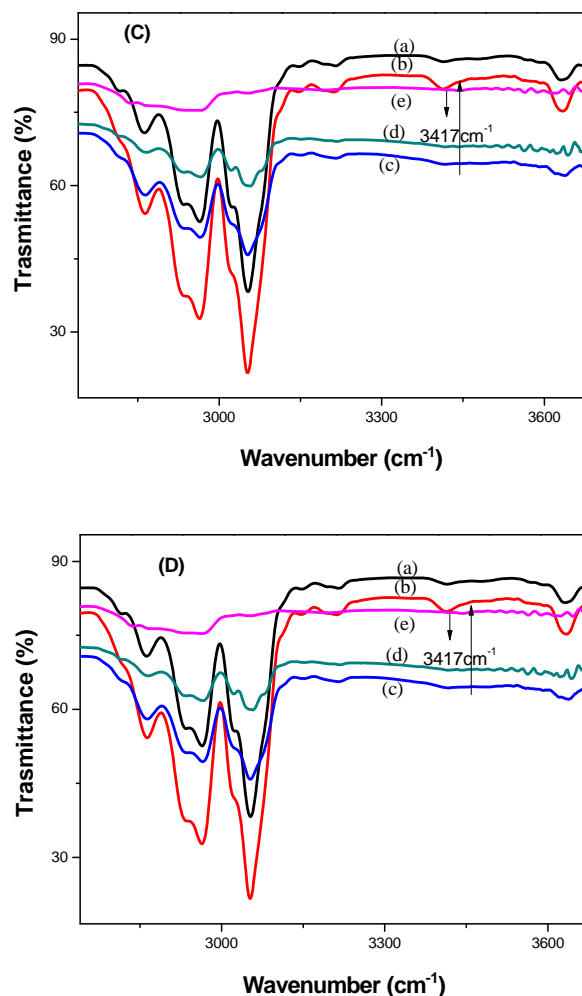 (C)
(a)
(b)
(e)
3417cm-1
(d)
(c)
90
60
30
Trasmittance (%)
3000 3300 3600
Wavenumber (cm-1)
(D)
(a)
(b)
(e)
(d) 3417cm-1
(c)
90
60
30
Trasmittance (%)
3000 3300 3600
Wavenumber (cm-1)